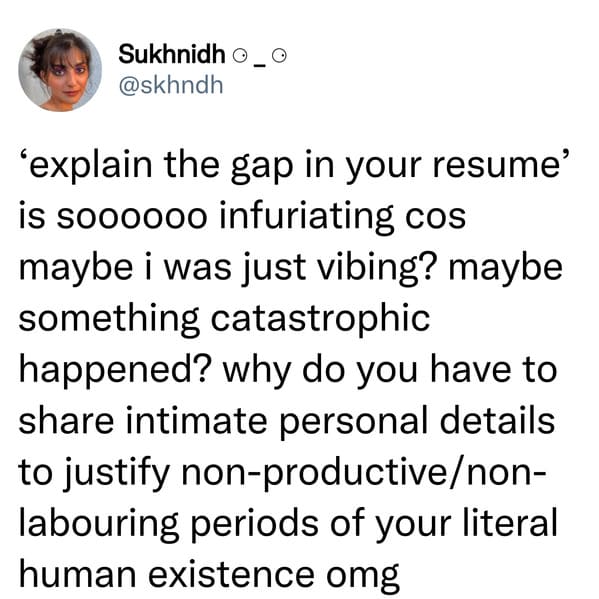 Sukhnidh ⚆ _ ⚆
@skhndh
‘explain the gap in your resume’
is soooooo infuriating cos
maybe i was just vibing? maybe
something catastrophic
happened? why do you have to
share intimate personal details
to justify non-productive/non-
labouring periods of your literal
human existence omg